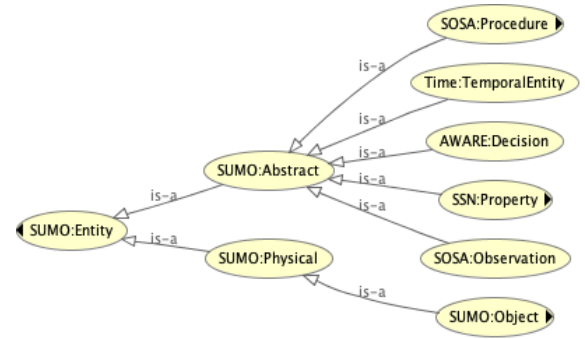 SOSA:Procedure
is-a
Time:TemporalEntity
is-a
AWARE:Decision
is-a
SUMO:Abstract
is-a
SSN:Property
is-a
is-a
SUMO:Entity
is-a
SUMO:Physical
SOSA:Observation
is-a
SUMO:Object